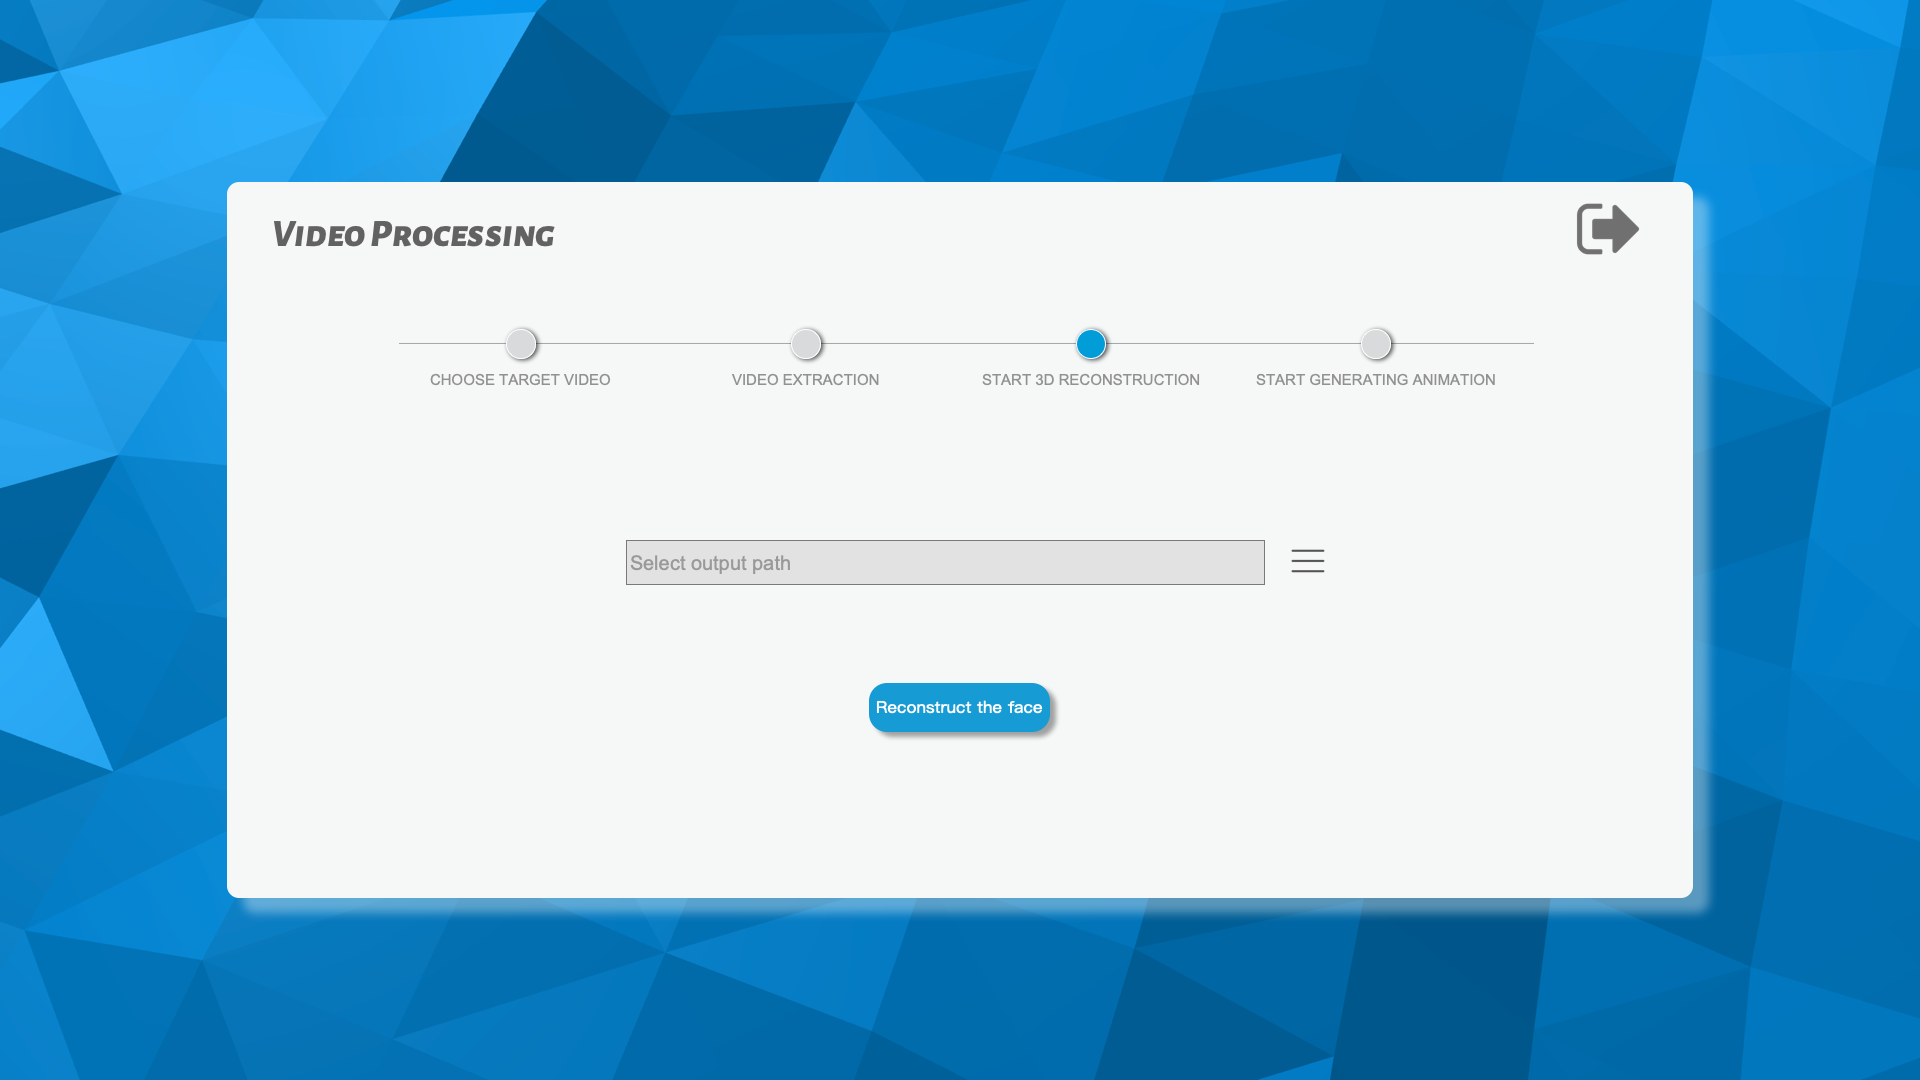 VIDEO PROCESSING
CHOOSE TARGET VIDEO
VIDEO EXTRACTION
START 3D RECONSTRUCTION
START GENERATING ANIMATION
Select output path
Reconstruct the face